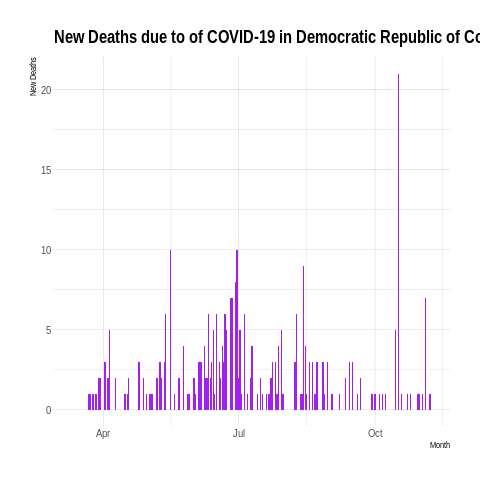 New Deaths due to of COVID-19 in Democratic Republic of Co
New Deaths
20
15
10
5
0
Apr Jul Oct
Month